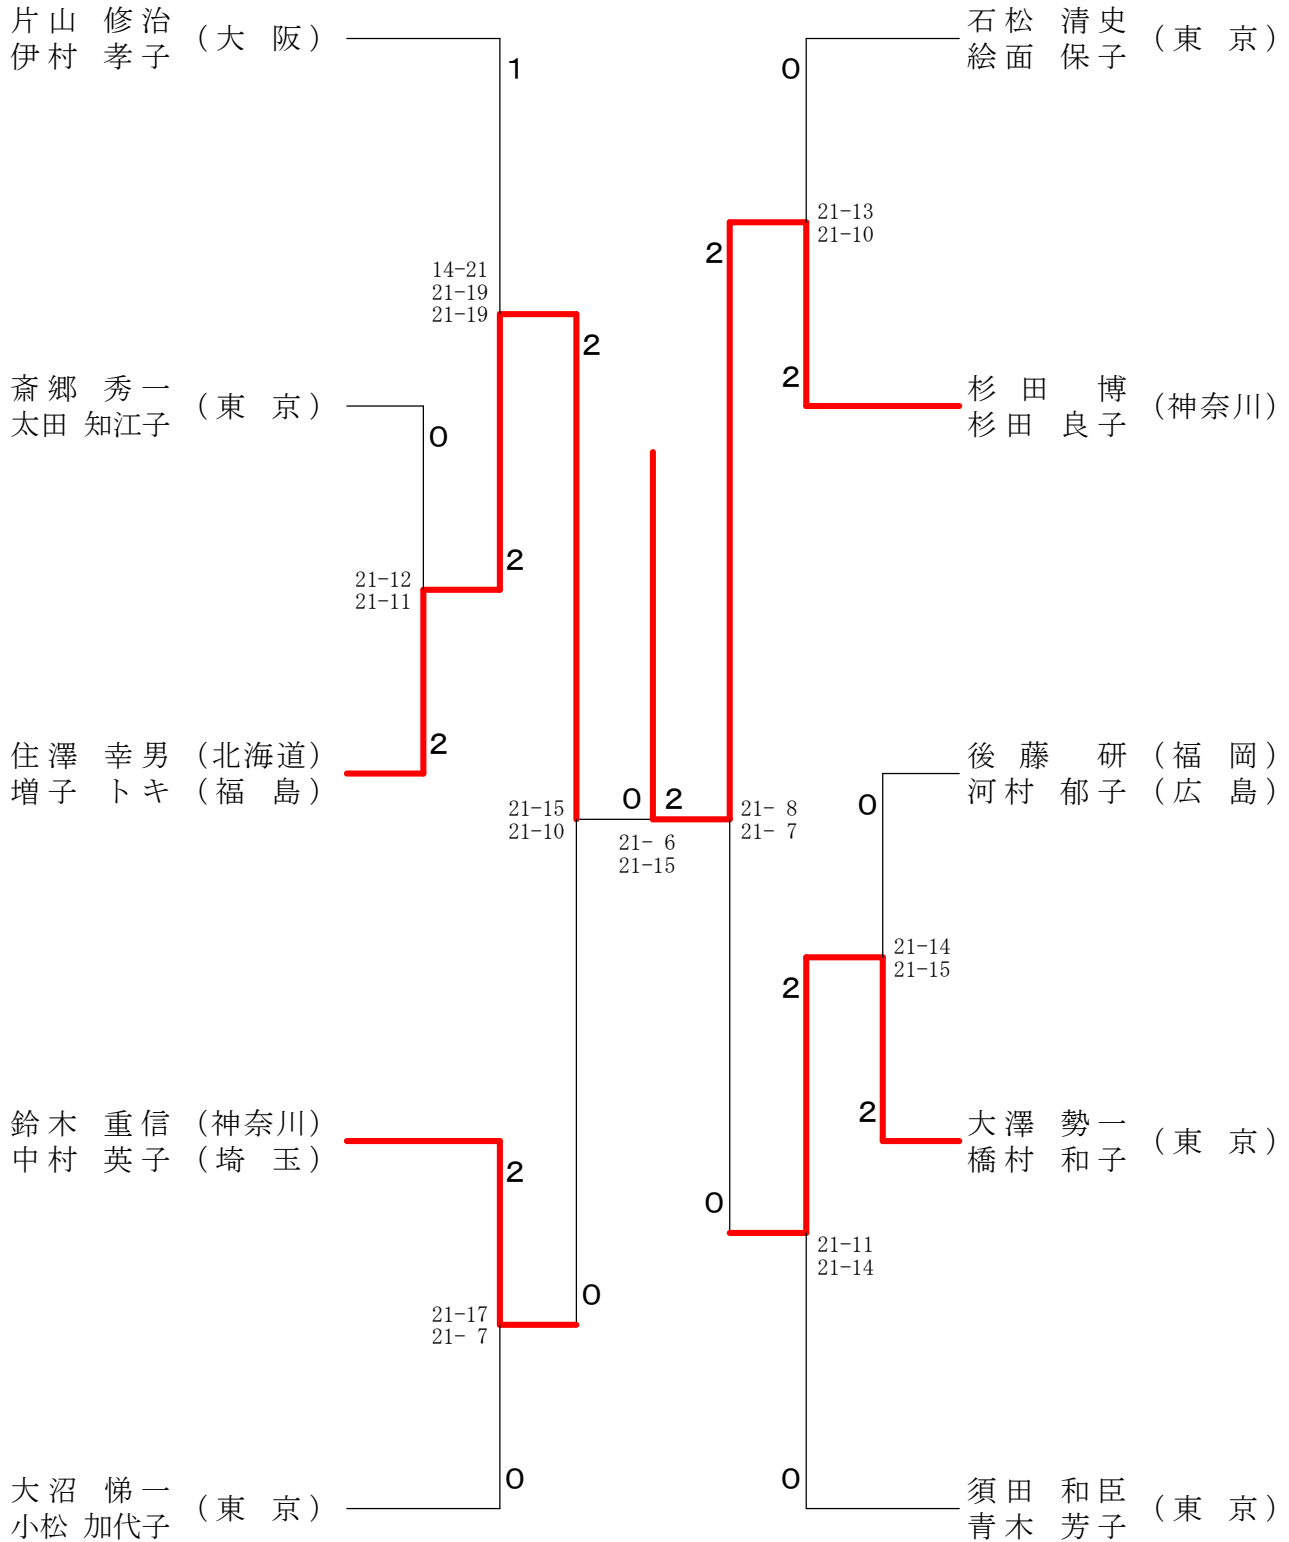 片山 修治
伊村 孝子
(大 阪)
1
14-21
21-19
21-19
2
斎郷 秀一
太田 知江子
(東 京)
0
2
21-12
21-11
住澤 幸男 (北海道)
増子 トキ (福 島)
2
21-15
21-10
鈴木 重信 (神奈川)
中村 英子 (埼 玉)
2
0
21-17
21- 7
大沼 悌一
小松 加代子
(東 京)
0
0 2
21- 6
21-15
石松 清史
絵面 保子
(東 京)
0
21-13
21-10
2
2
杉田 博
杉田 良子
(神奈川)
後藤 研 (福 岡)
河村 郁子 (広 島)
0
21- 8
21- 7
21-14
21-15
2
2
大澤 勢一
橋村 和子
(東 京)
0
21-11
21-14
0
須田 和臣
青木 芳子
(東 京)